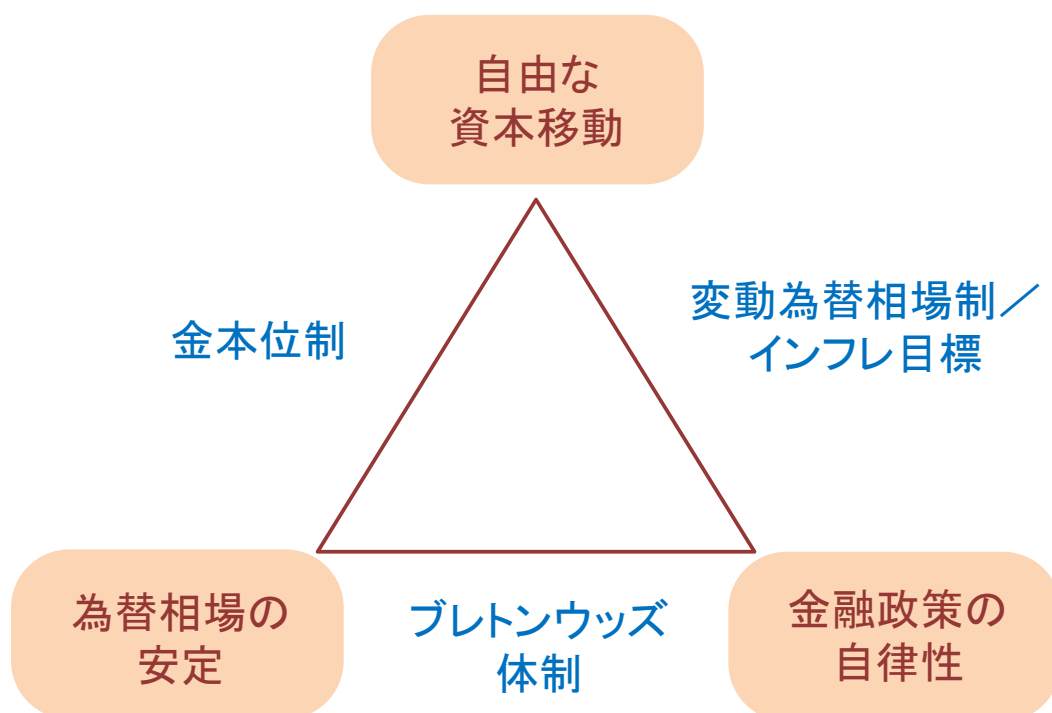 自由な
資本移動
金本位制
変動為替相場制／
インフレ目標
為替相場の
安定
ブレトンウッズ
体制
金融政策の
自律性